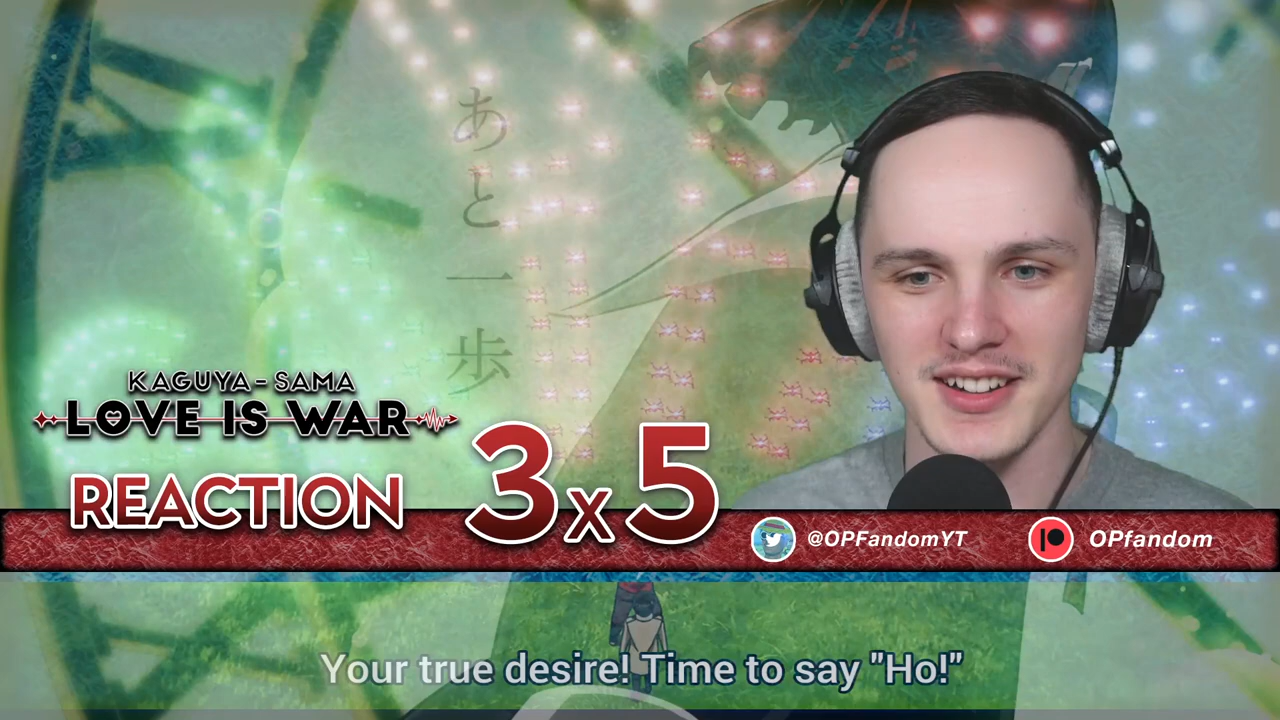 あと一歩
KAGUYA-SAMA
LOVE IS WAR
REACTION
3x5
@OPFandomYT
OPfandom
Your true desire! Time to say "Ho!"